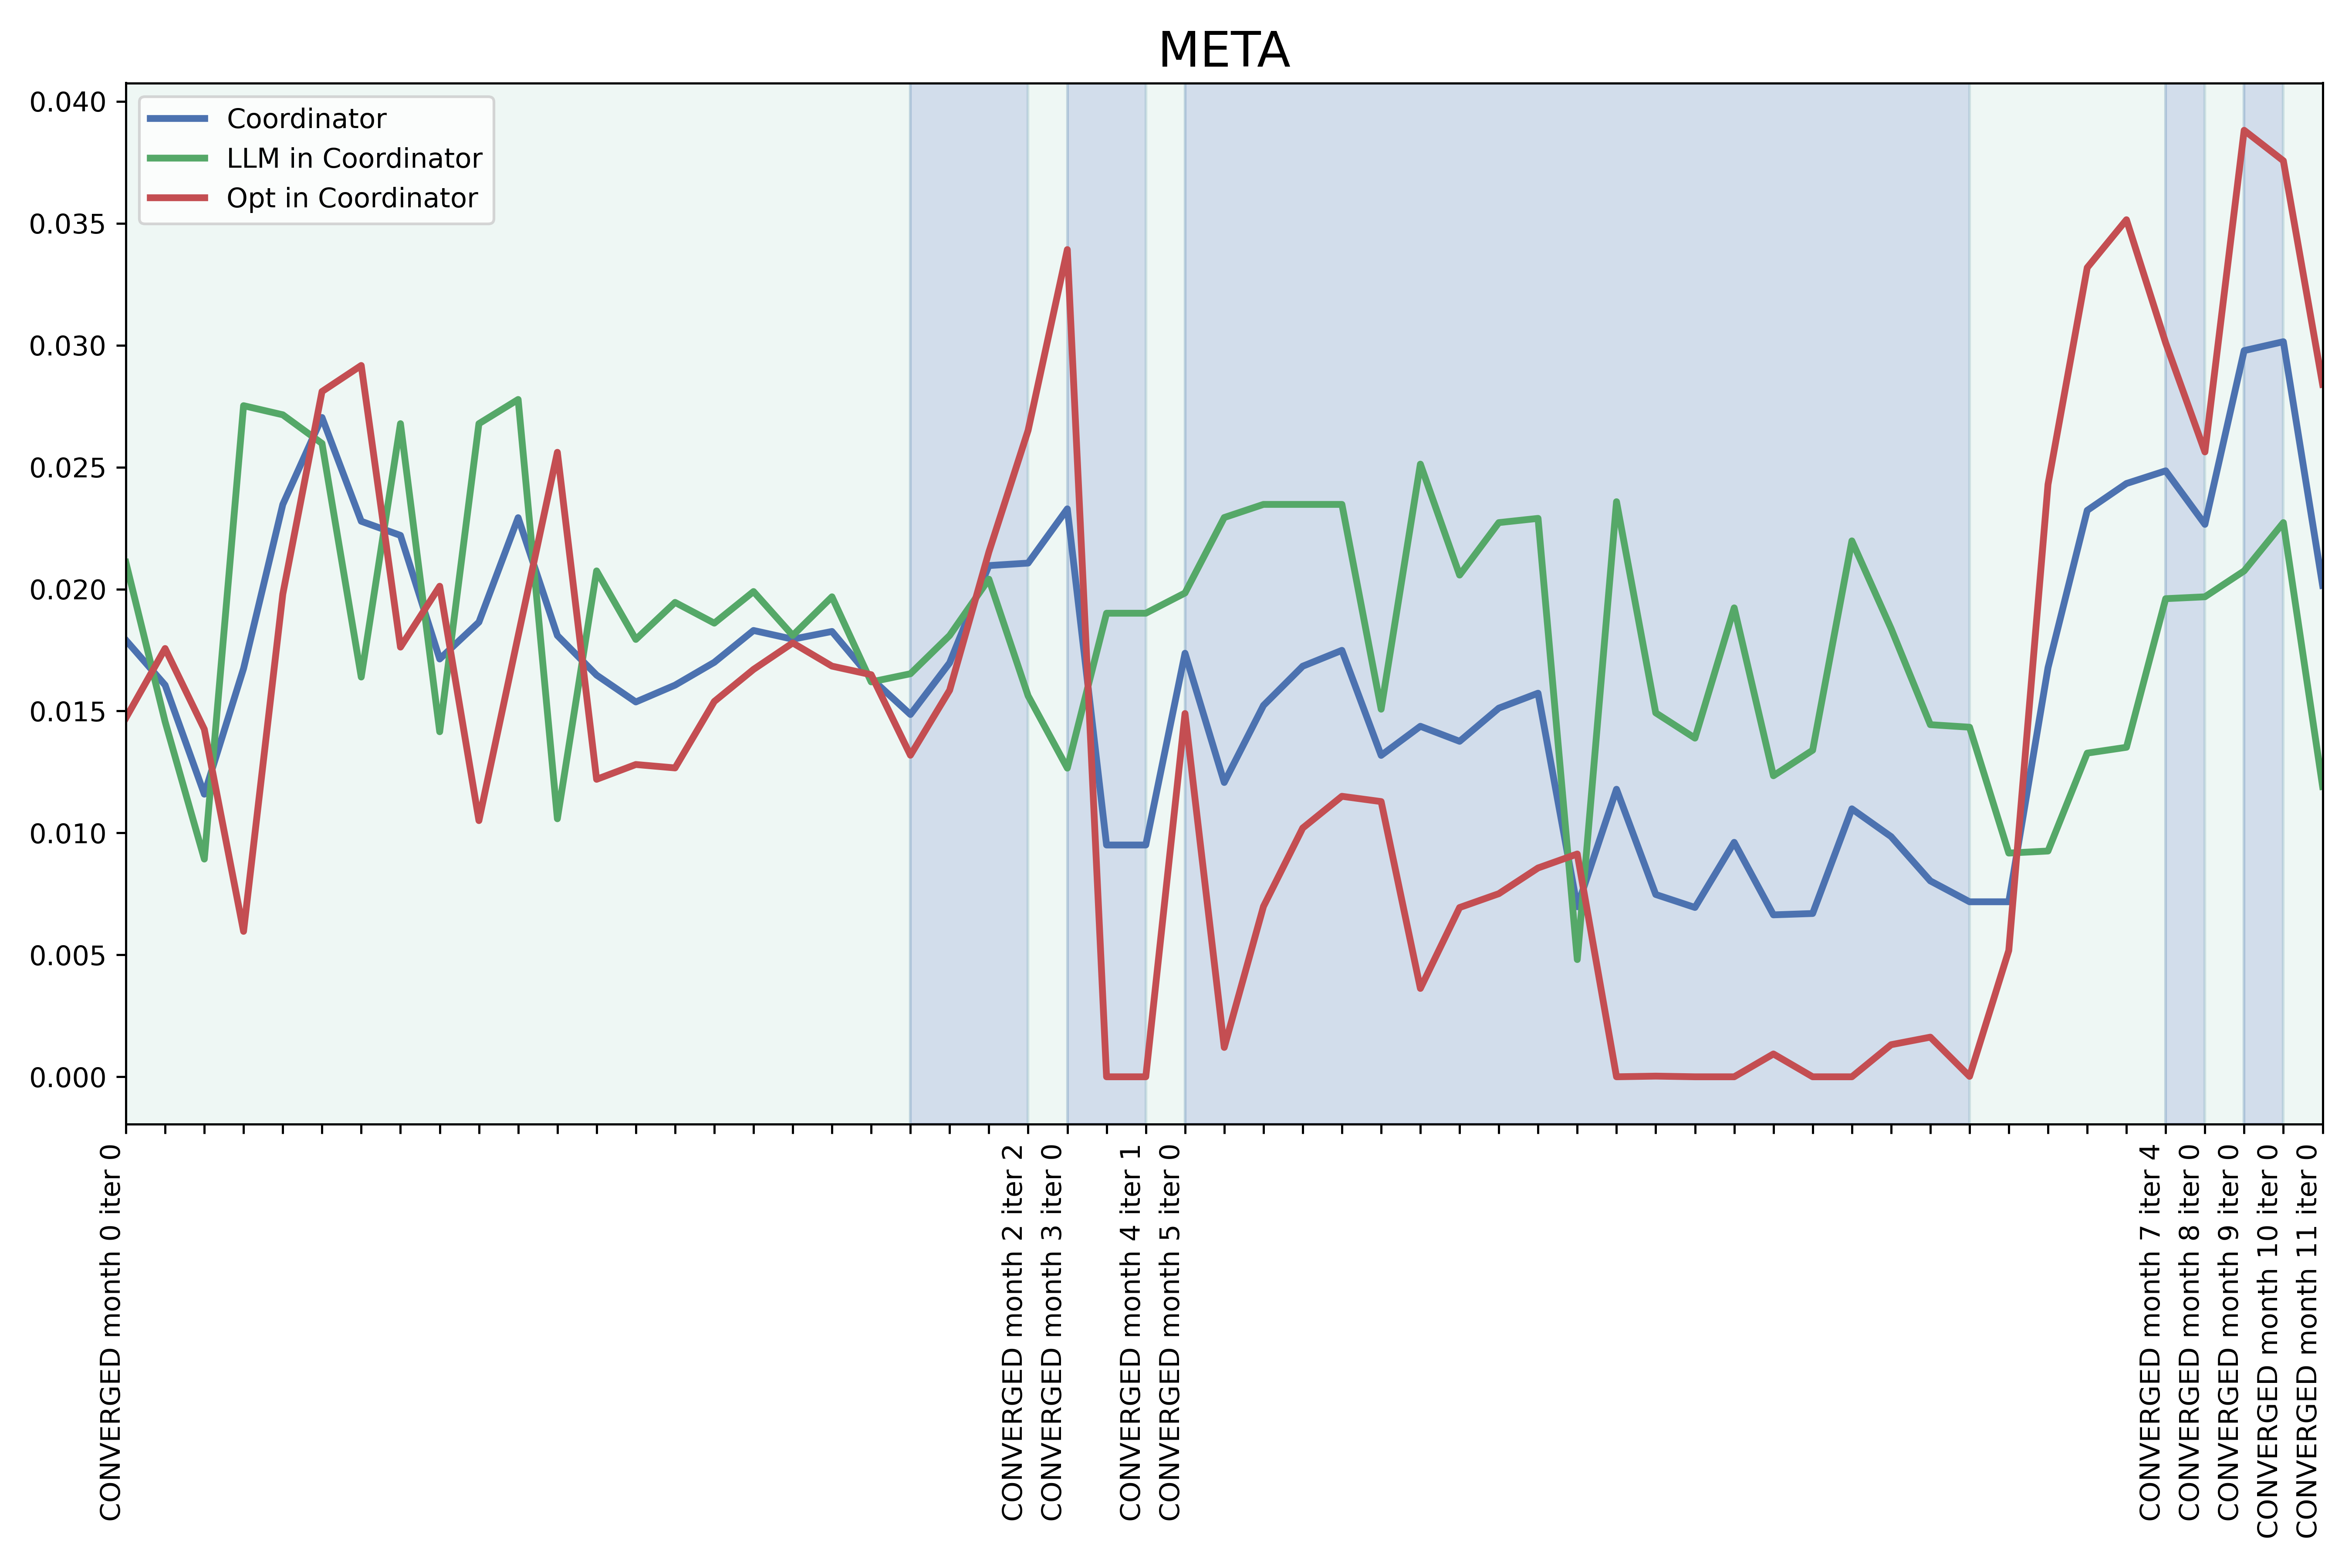 META
0.040
0.035
0.030
0.025
0.020
0.015
0.010
0.005
0.000
Coordinator
LLM in Coordinator
Opt in Coordinator
CONVERGED month 0 iter 0
CONVERGED month 2 iter 2
CONVERGED month 3 iter 0
CONVERGED month 4 iter 1
CONVERGED month 5 iter 0
CONVERGED month 7 iter 4
CONVERGED month 8 iter 0
CONVERGED month 9 iter 0
CONVERGED month 10 iter 0
CONVERGED month 11 iter 0